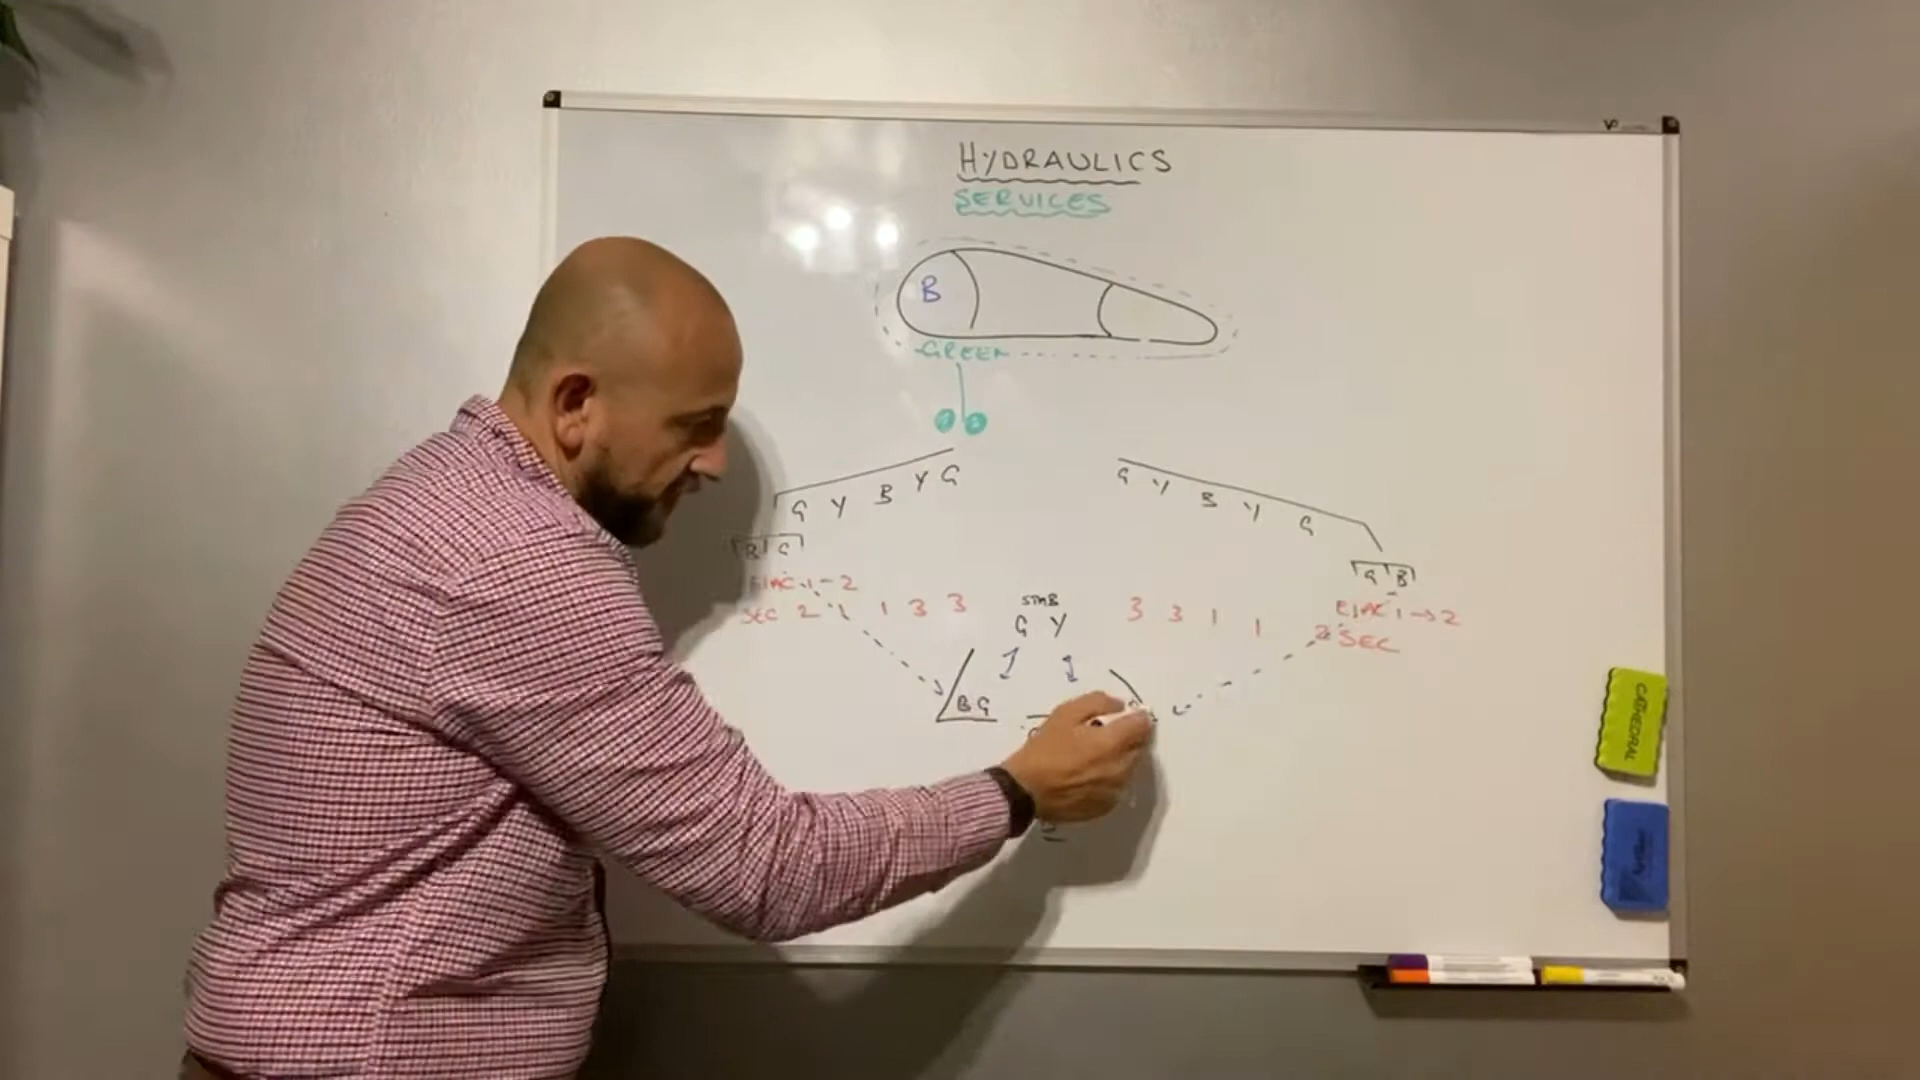 HYDRAULICS
SERVICES
B
GREEN
G Y B Y G
G Y B Y G
B G
G B
ELAC 1-2
SEC 2 1 1 3 3
STAB
G Y
3 3 1 1
ELAC 1→2
2 SEC
B G
CATHEDRAL